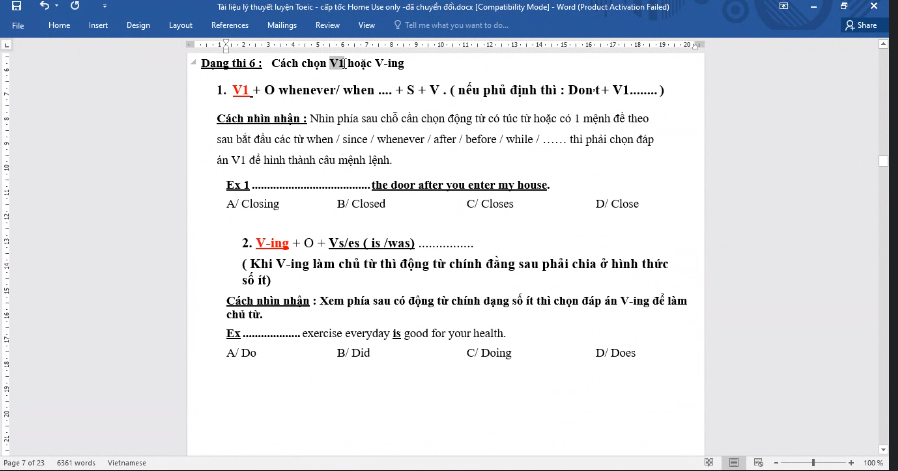 Tài liệu lý thuyết luyện Toeic - cấp tốc Home Use only -đã chuyển đổi.docx [Compatibility Mode] - Word (Product Activation Failed)
File Home Insert Design Layout References Mailings Review View Tell me what you want to do... Share
Dạng thi 6 : Cách chọn V1 hoặc V-ing
1. V1 + O whenever/ when .... + S + V . ( nếu phủ định thì : Don't + V1........ )
Cách nhìn nhận : Nhìn phía sau chỗ cần chọn động từ có túc từ hoặc có 1 mệnh đề theo
sau bắt đầu các từ when / since / whenever / after / before / while / …… thì phải chọn đáp
án V1 để hình thành câu mệnh lệnh.
Ex 1 ...................................... the door after you enter my house.
A/ Closing B/ Closed C/ Closes D/ Close
2. V-ing + O + Vs/es ( is /was) ................
( Khi V-ing làm chủ từ thì động từ chính đằng sau phải chia ở hình thức
số ít)
Cách nhìn nhận : Xem phía sau có động từ chính dạng số ít thì chọn đáp án V-ing để làm
chủ từ.
Ex ................... exercise everyday is good for your health.
A/ Do B/ Did C/ Doing D/ Does
Page 7 of 23 6361 words Vietnamese 100 %